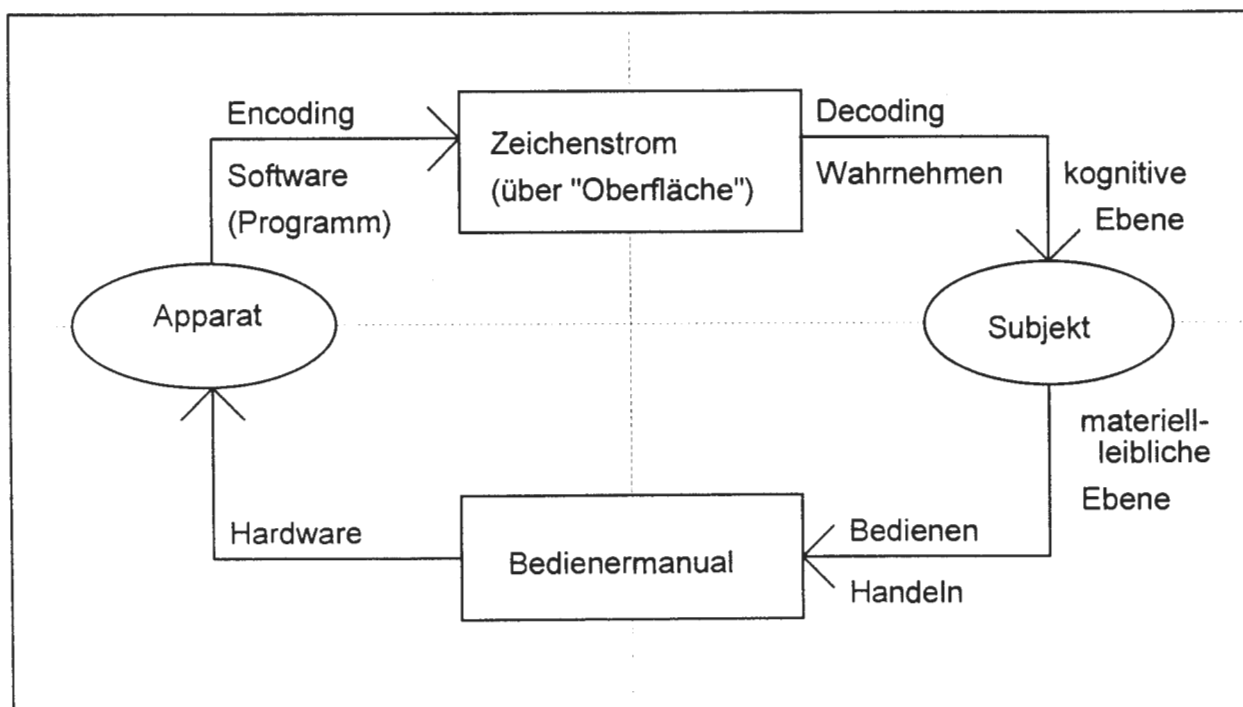 Encoding
Software
(Programm)
Zeichenstrom
(über "Oberfläche")
Decoding
Wahrnehmen
kognitive
Ebene
Apparat
Subjekt
materiell-
leibliche
Ebene
Hardware
Bedienermanual
Bedienen
Handeln